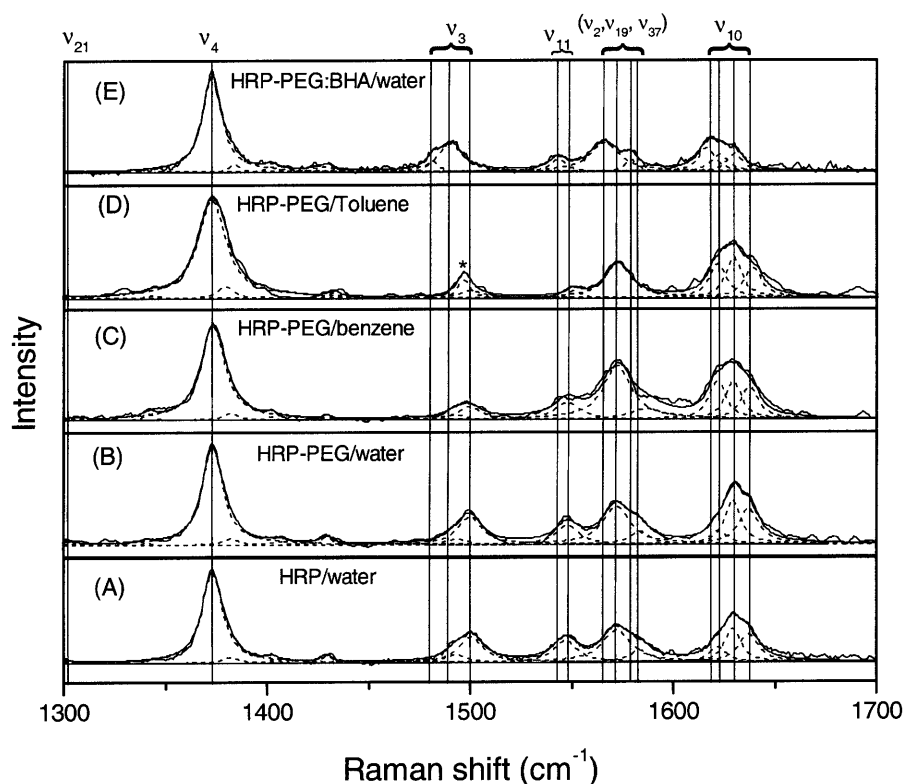 ν21 ν4 ν3 ν11 (ν2,ν19, ν37) ν10
(E) HRP-PEG:BHA/water
(D) HRP-PEG/Toluene
*
(C) HRP-PEG/benzene
(B) HRP-PEG/water
(A) HRP/water
Intensity
1300 1400 1500 1600 1700
Raman shift (cm-1)